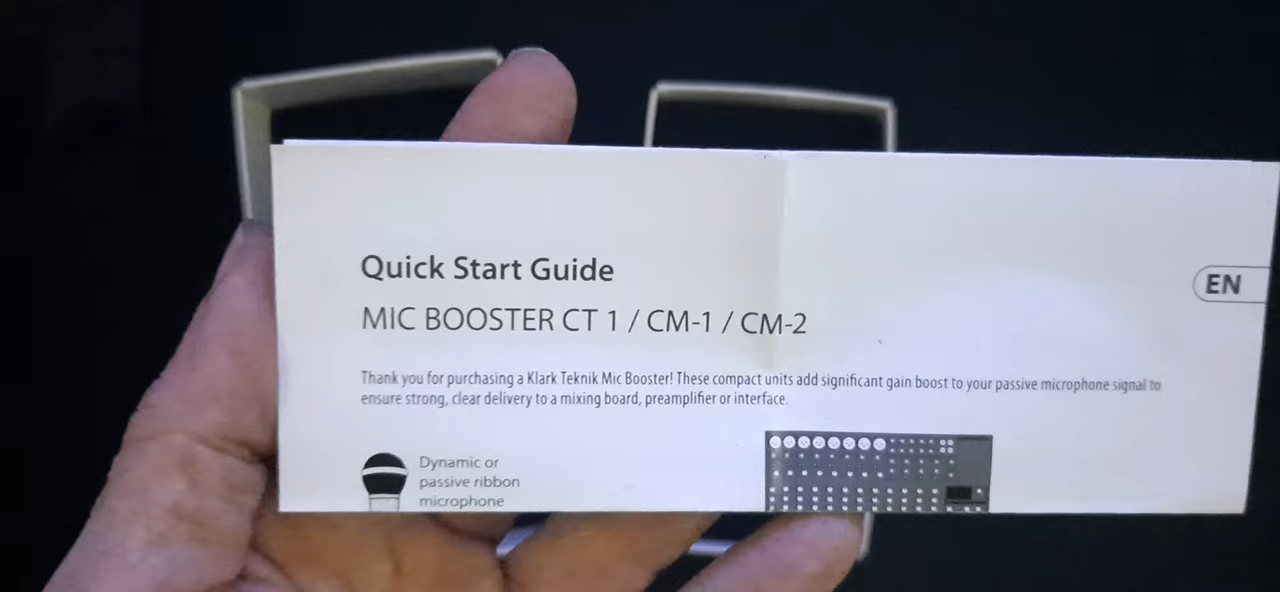 Quick Start Guide
EN
MIC BOOSTER CT 1 / CM-1 / CM-2
Thank you for purchasing a Klark Teknik Mic Booster! These compact units add significant gain boost to your passive microphone signal to
ensure strong, clear delivery to a mixing board, preamplifier or interface.
Dynamic or
passive ribbon
microphone